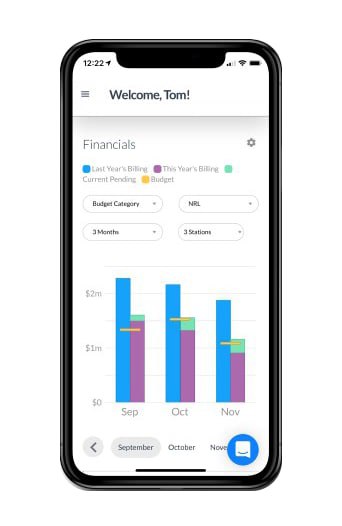 12:22
Welcome, Tom!
Financials
Last Year's Billing This Year's Billing
Current Pending Budget
Budget Category NRL
3 Months 3 Stations
$2m
$1m
$0
Sep Oct Nov
September October Nove